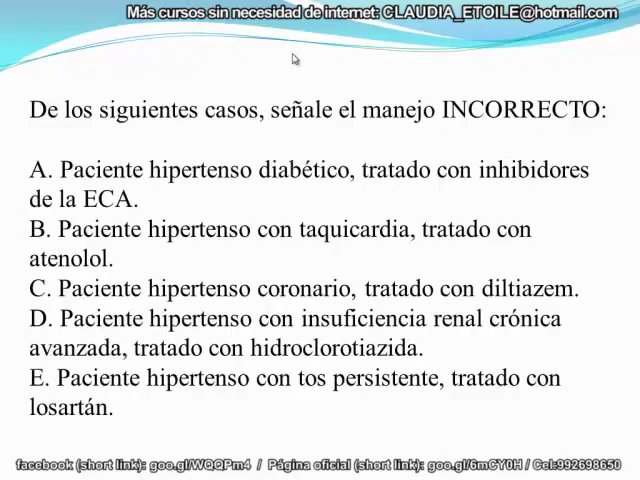 Más cursos sin necesidad de internet: CLAUDIA_ETOILE@hotmail.com
De los siguientes casos, señale el manejo INCORRECTO:
A. Paciente hipertenso diabético, tratado con inhibidores
de la ECA.
B. Paciente hipertenso con taquicardia, tratado con
atenolol.
C. Paciente hipertenso coronario, tratado con diltiazem.
D. Paciente hipertenso con insuficiencia renal crónica
avanzada, tratado con hidroclorotiazida.
E. Paciente hipertenso con tos persistente, tratado con
losartán.
facebook (short link): goo.gl/WQQPm4 / Página oficial (short link): goo.gl/6mCY0H / Cel:992698650